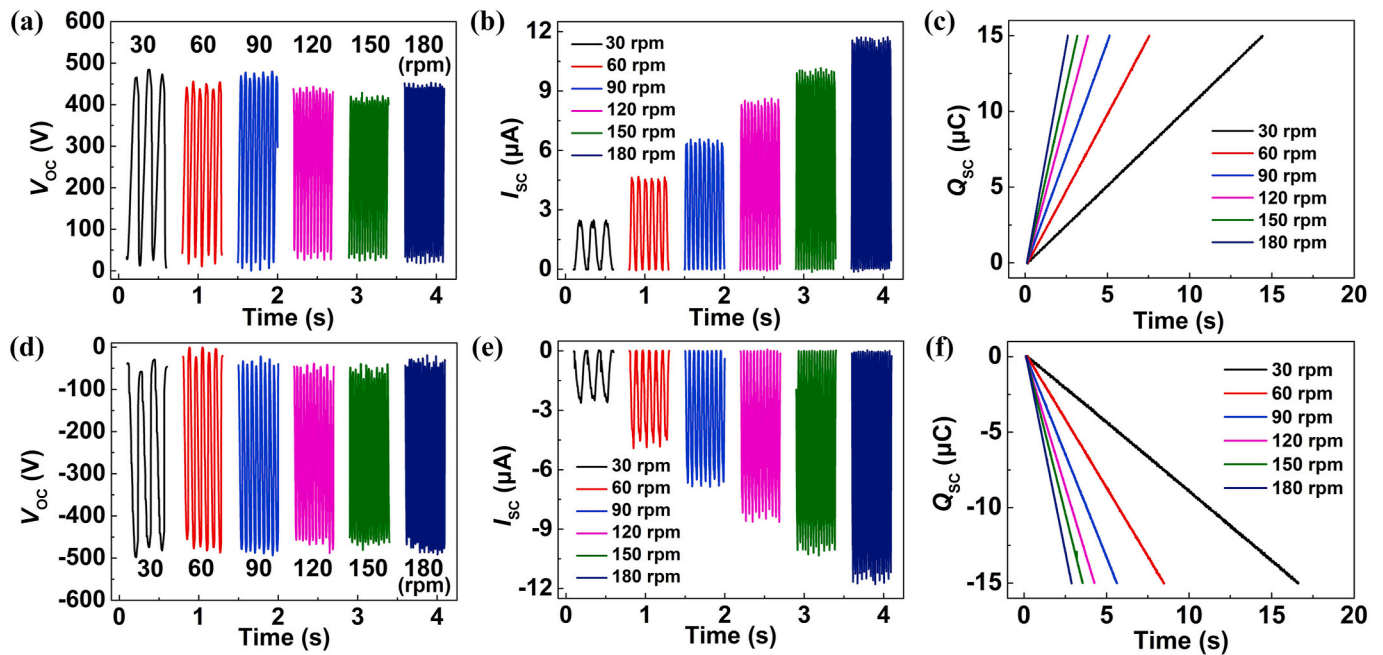 (a)
600
500
400
300
200
100
0
V_OC (V)
30 60 90 120 150 180
(rpm)
0 1 2 3 4
Time (s)
(b)
12
9
6
3
0
I_SC (μA)
30 rpm
60 rpm
90 rpm
120 rpm
150 rpm
180 rpm
0 1 2 3 4
Time (s)
(c)
15
10
5
0
Q_SC (μC)
30 rpm
60 rpm
90 rpm
120 rpm
150 rpm
180 rpm
0 5 10 15 20
Time (s)
(d)
0
-100
-200
-300
-400
-500
-600
V_OC (V)
30 60 90 120 150 180
(rpm)
0 1 2 3 4
Time (s)
(e)
0
-3
-6
-9
-12
I_SC (μA)
30 rpm
60 rpm
90 rpm
120 rpm
150 rpm
180 rpm
0 1 2 3 4
Time (s)
(f)
0
-5
-10
-15
Q_SC (μC)
30 rpm
60 rpm
90 rpm
120 rpm
150 rpm
180 rpm
0 5 10 15 20
Time (s)